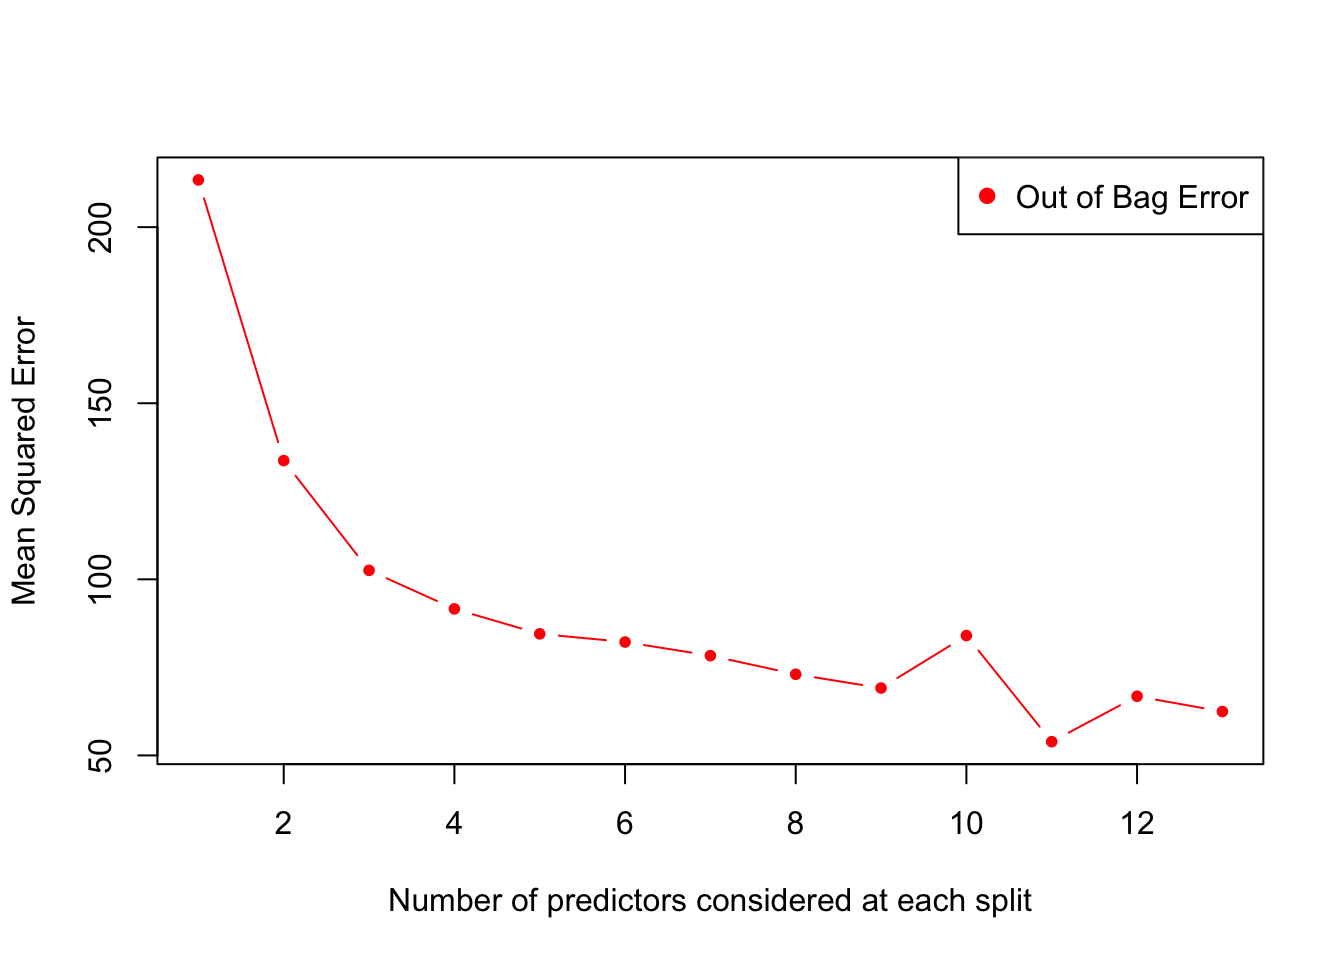 Out of Bag Error
Mean Squared Error
200
150
100
50
2 4 6 8 10 12
Number of predictors considered at each split